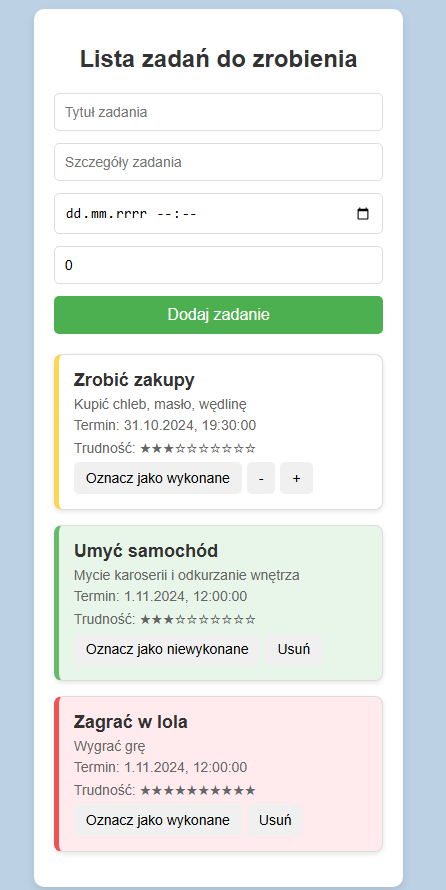 Lista zadań do zrobienia
Tytuł zadania
Szczegóły zadania
dd.mm.rrrr --:--
0
Dodaj zadanie
Zrobić zakupy
Kupić chleb, masło, wędlinę
Termin: 31.10.2024, 19:30:00
Trudność: ★★★☆☆☆☆☆☆☆
Oznacz jako wykonane - +
Umyć samochód
Mycie karoserii i odkurzanie wnętrza
Termin: 1.11.2024, 12:00:00
Trudność: ★★★☆☆☆☆☆☆☆
Oznacz jako niewykonane Usuń
Zagrać w lola
Wygrać grę
Termin: 1.11.2024, 12:00:00
Trudność: ★★★★★★★★★★
Oznacz jako wykonane Usuń